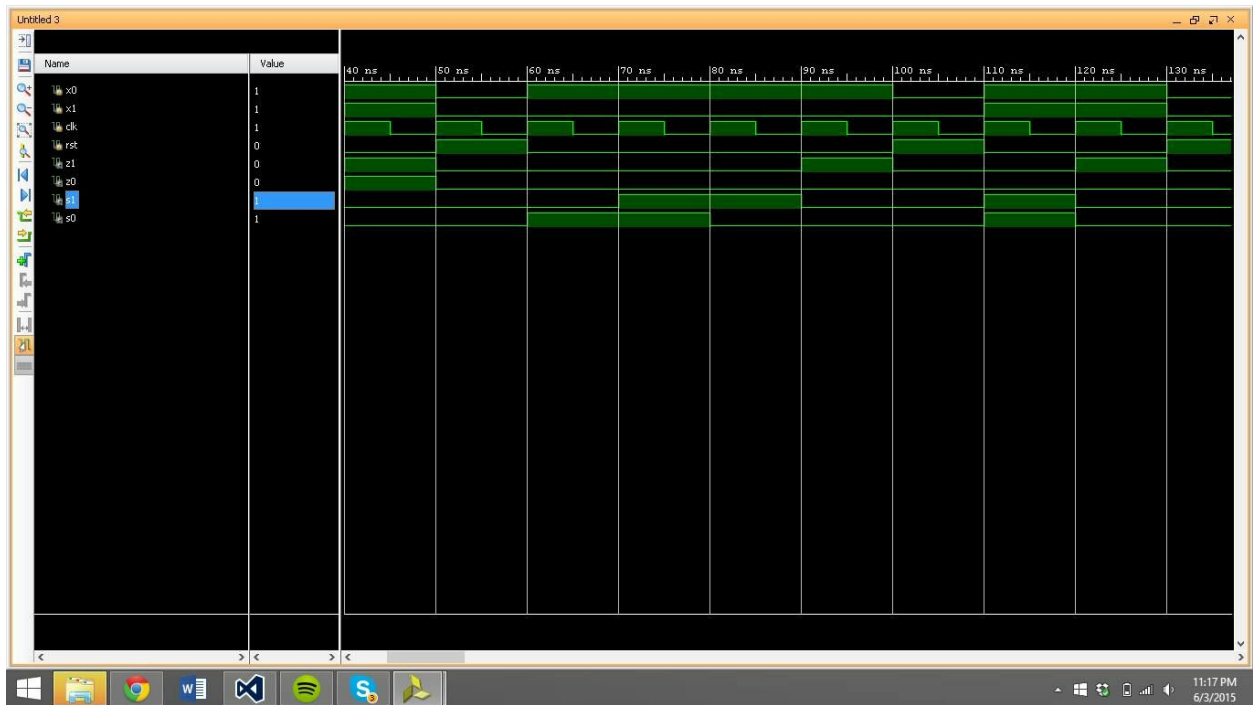 Untitled 3
Name Value
40 ns 50 ns 60 ns 70 ns 80 ns 90 ns 100 ns 110 ns 120 ns 130 ns
x0 1
x1 1
clk 1
rst 0
z1 0
z0 0
s1 1
s0 1
W
S
3
11:17 PM
6/3/2015